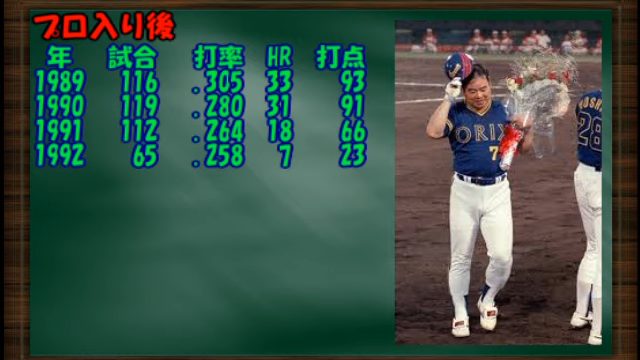 プロ入り後
年 試合 打率 HR 打点
1989 116 .305 33 93
1990 119 .280 31 91
1991 112 .264 18 66
1992 65 .258 7 23
ORIX
7
28